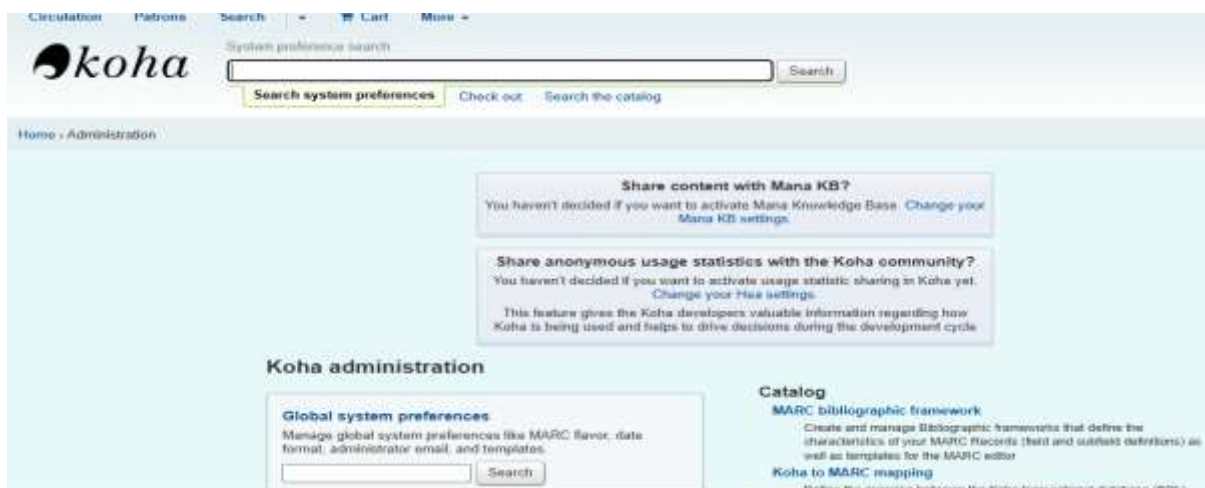 Circulation Patrons Search Cart More
koha
System preference search
Search
Search system preferences Check out Search the catalog
Home › Administration
Share content with Mana KB?
You haven't decided if you want to activate Mana Knowledge Base. Change your
Mana KB settings.
Share anonymous usage statistics with the Koha community?
You haven't decided if you want to activate usage statistic sharing in Koha yet.
Change your Hea settings.
This feature gives the Koha developers valuable information regarding how
Koha is being used and helps to drive decisions during the development cycle
Koha administration
Global system preferences
Manage global system preferences like MARC flavor, date
format, administrator email, and templates.
Search
Catalog
MARC bibliographic framework
Create and manage Bibliographic frameworks that define the
characteristics of your MARC Records (field and subfield definitions) as
well as templates for the MARC editor
Koha to MARC mapping